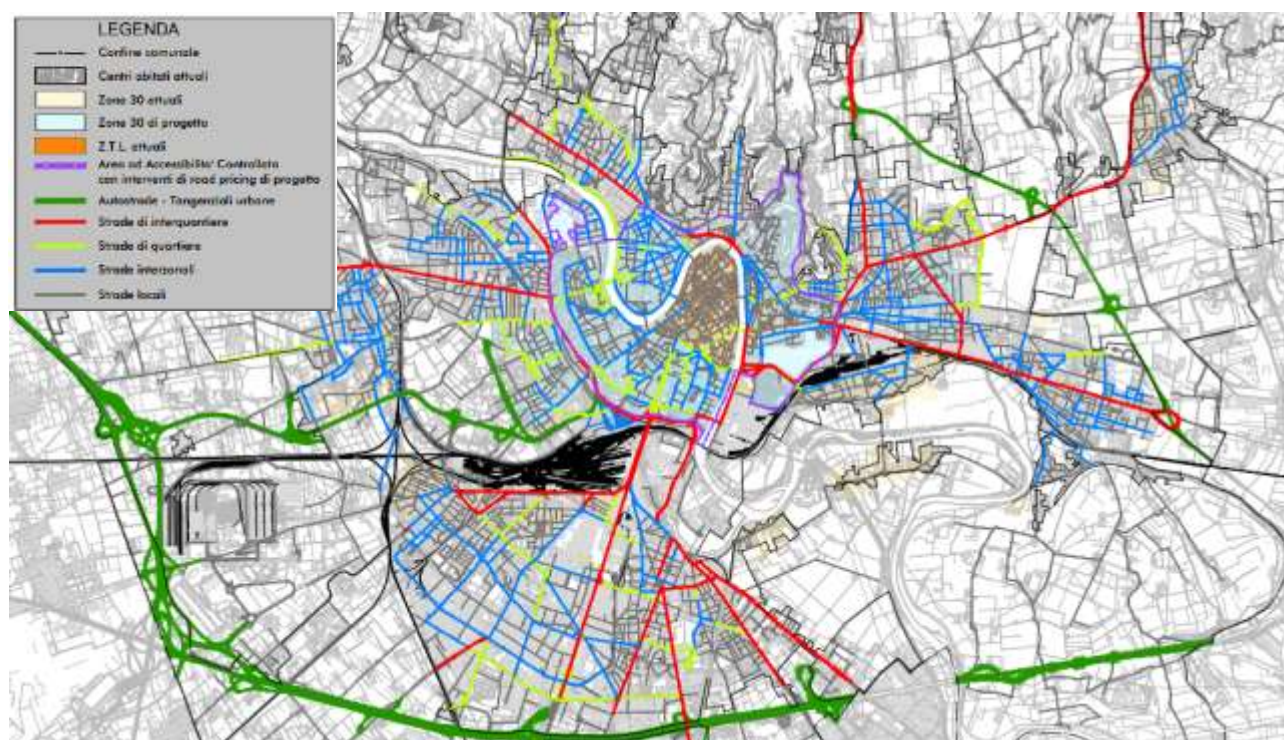 LEGENDA
Confine comunale
Centri abitati attuali
Zone 30 attuali
Zone 30 di progetto
Z.T.L. attuali
Area ad Accessibilita' Controllata
con interventi di road pricing di progetto
Autostrade - Tangenziali urbane
Strade di interquartiere
Strade di quartiere
Strade interzonali
Strade locali